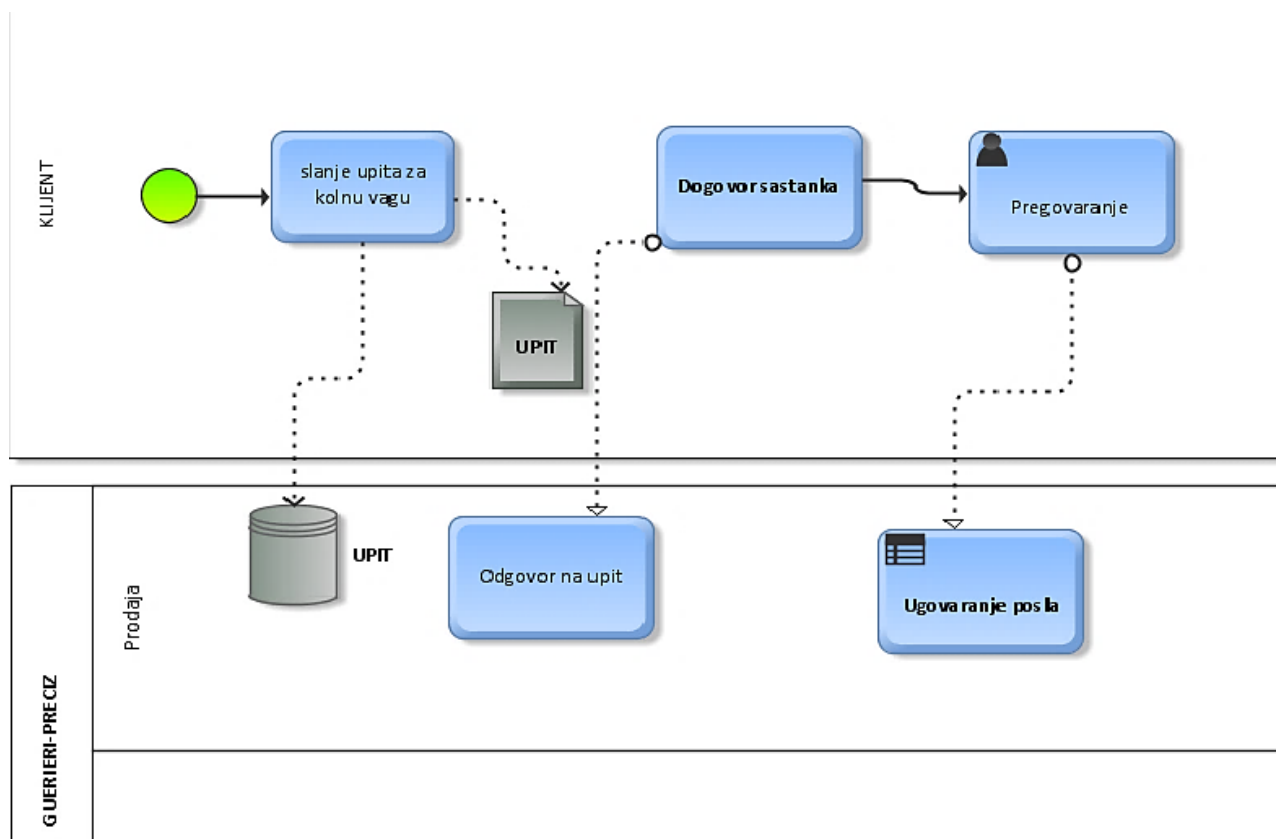 KLIJENT
slanje upita za
kolnu vagu
Dogovor sastanka
Pregovaranje
UPIT
GUERIERI-PRECIZ
Prodaja
UPIT
Odgovor na upit
Ugovaranje posla